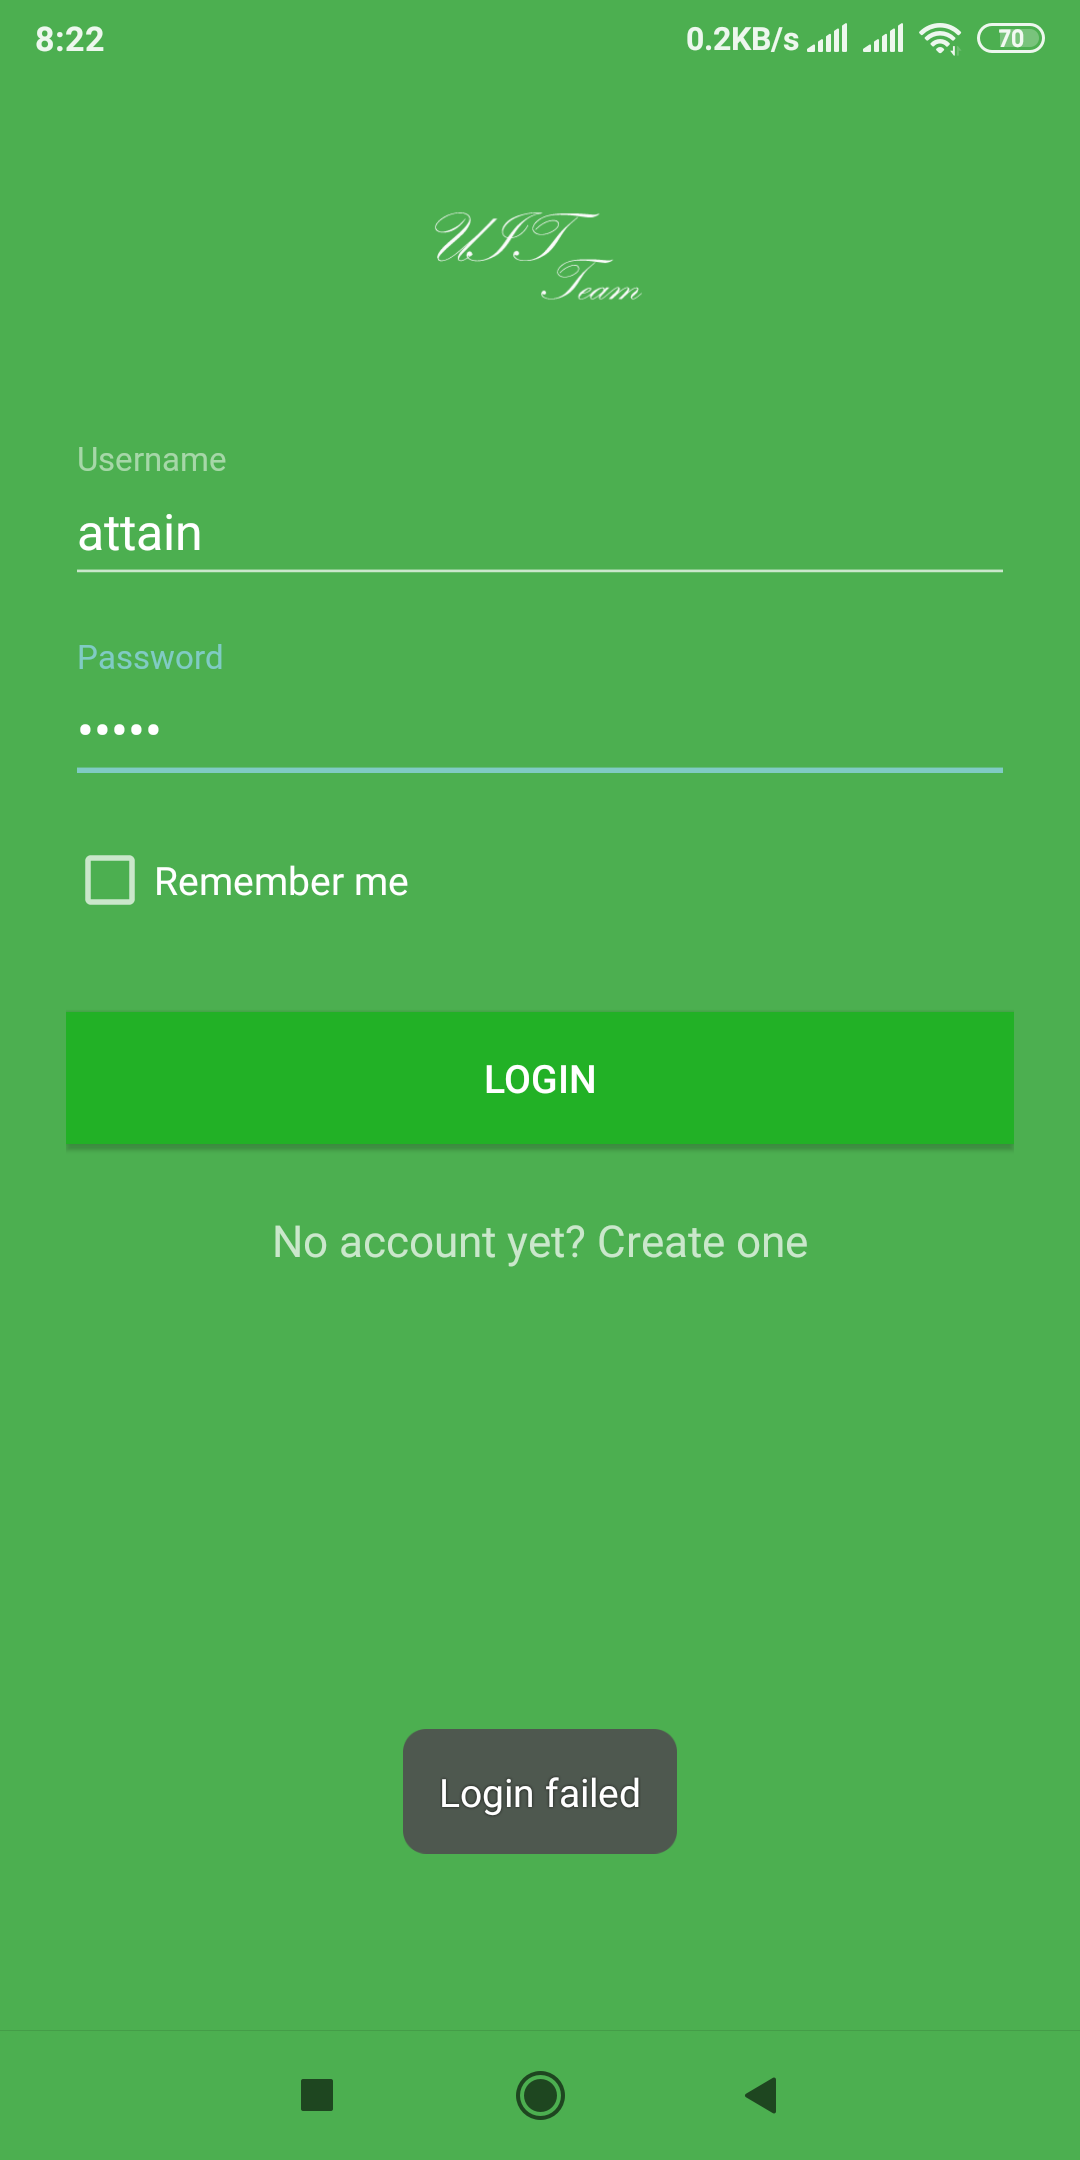 8:22 0.2KB/s 70
UIT
Team
Username
attain
Password
•••••
Remember me
LOGIN
No account yet? Create one
Login failed